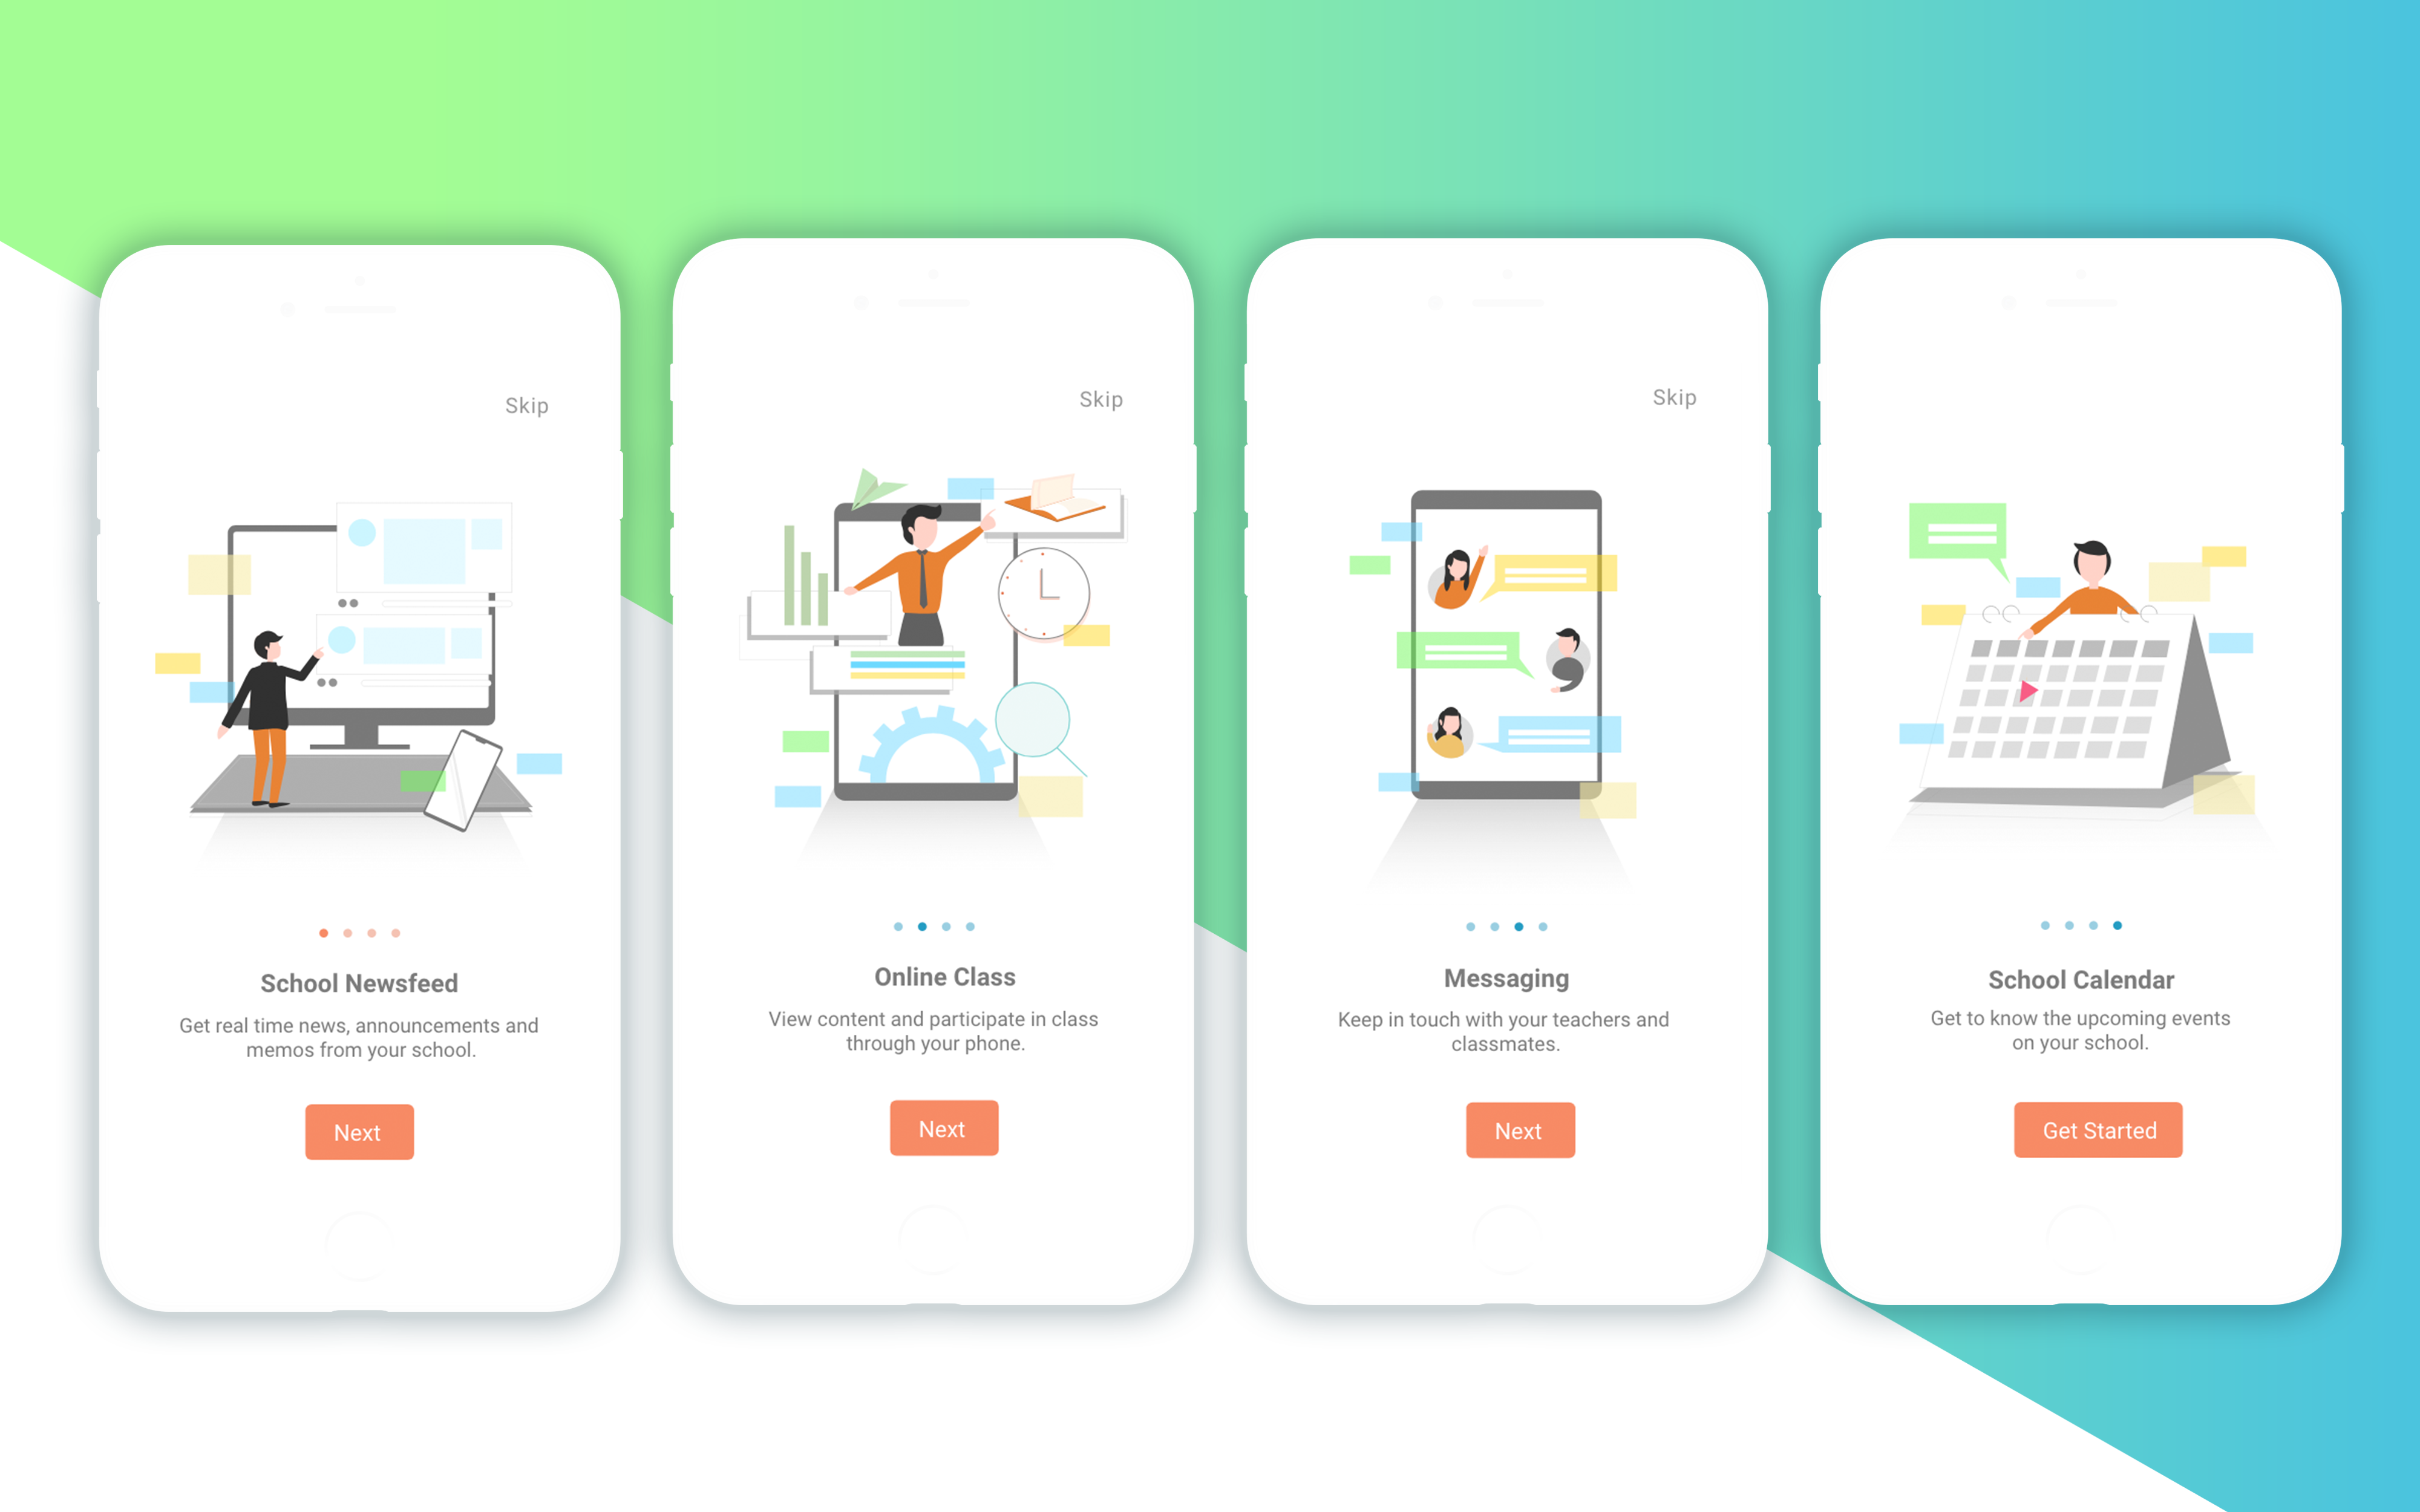 Skip
School Newsfeed
Get real time news, announcements and
memos from your school.
Next
Skip
Online Class
View content and participate in class
through your phone.
Next
Skip
Messaging
Keep in touch with your teachers and
classmates.
Next
School Calendar
Get to know the upcoming events
on your school.
Get Started